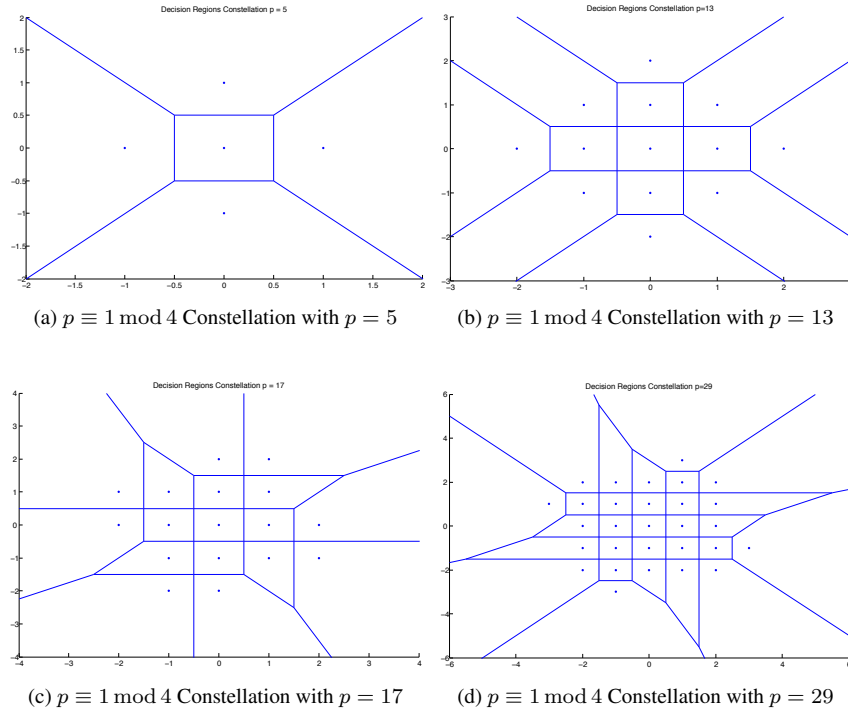 Decision Regions Constellation p = 5
2
1.5
1
0.5
0
−0.5
−1
−1.5
−2
−2 −1.5 −1 −0.5 0 0.5 1 1.5 2
(a) p ≡ 1 mod 4 Constellation with p = 5
Decision Regions Constellation p=13
3
2
1
0
−1
−2
−3
−3 −2 −1 0 1 2
(b) p ≡ 1 mod 4 Constellation with p = 13
Decision Regions Constellation p = 17
4
3
2
1
0
−1
−2
−3
−4
−4 −3 −2 −1 0 1 2 3 4
(c) p ≡ 1 mod 4 Constellation with p = 17
Decision Regions Constellation p=29
6
4
2
0
−2
−4
−6
−6 −4 −2 0 2 4 6
(d) p ≡ 1 mod 4 Constellation with p = 29